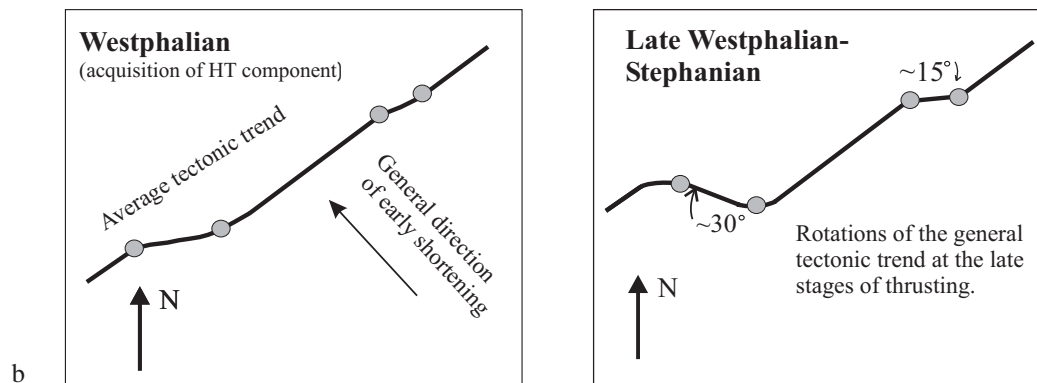 Westphalian
(acquisition of HT component)
Average tectonic trend
General direction
of early shortening
N
b
Late Westphalian-
Stephanian
~15°
~30°
Rotations of the general
tectonic trend at the late
stages of thrusting.
N